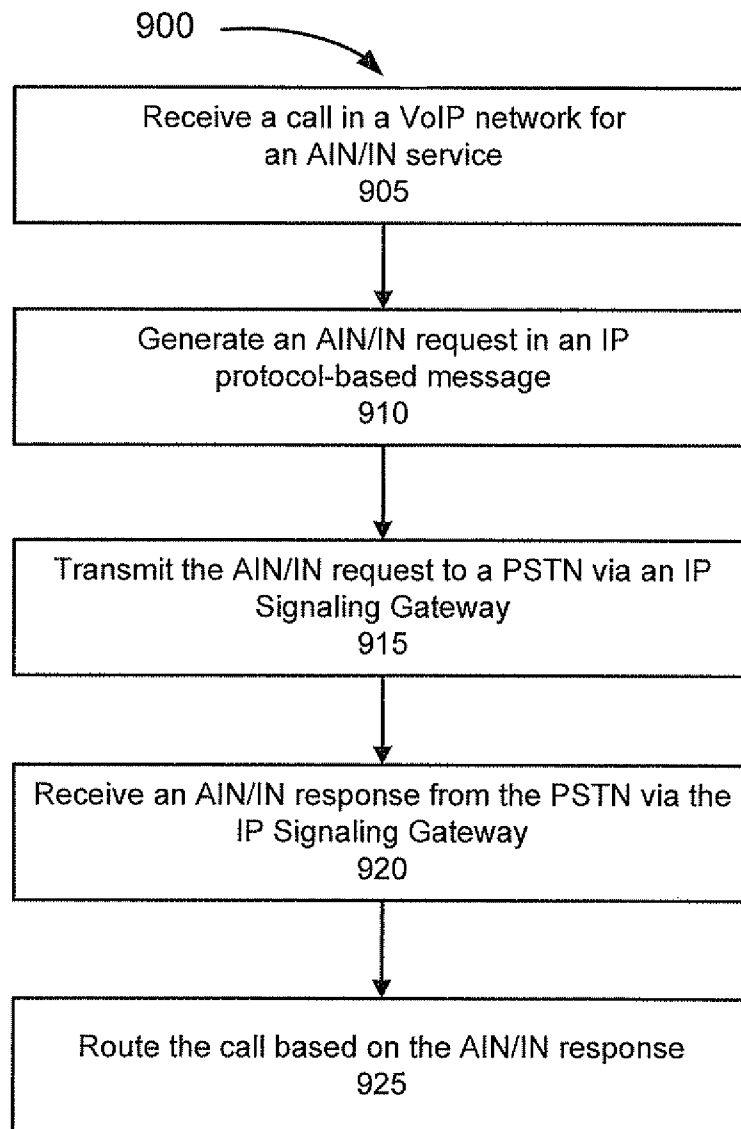 900
Receive a call in a VoIP network for
an AIN/IN service
905
Generate an AIN/IN request in an IP
protocol-based message
910
Transmit the AIN/IN request to a PSTN via an IP
Signaling Gateway
915
Receive an AIN/IN response from the PSTN via the
IP Signaling Gateway
920
Route the call based on the AIN/IN response
925